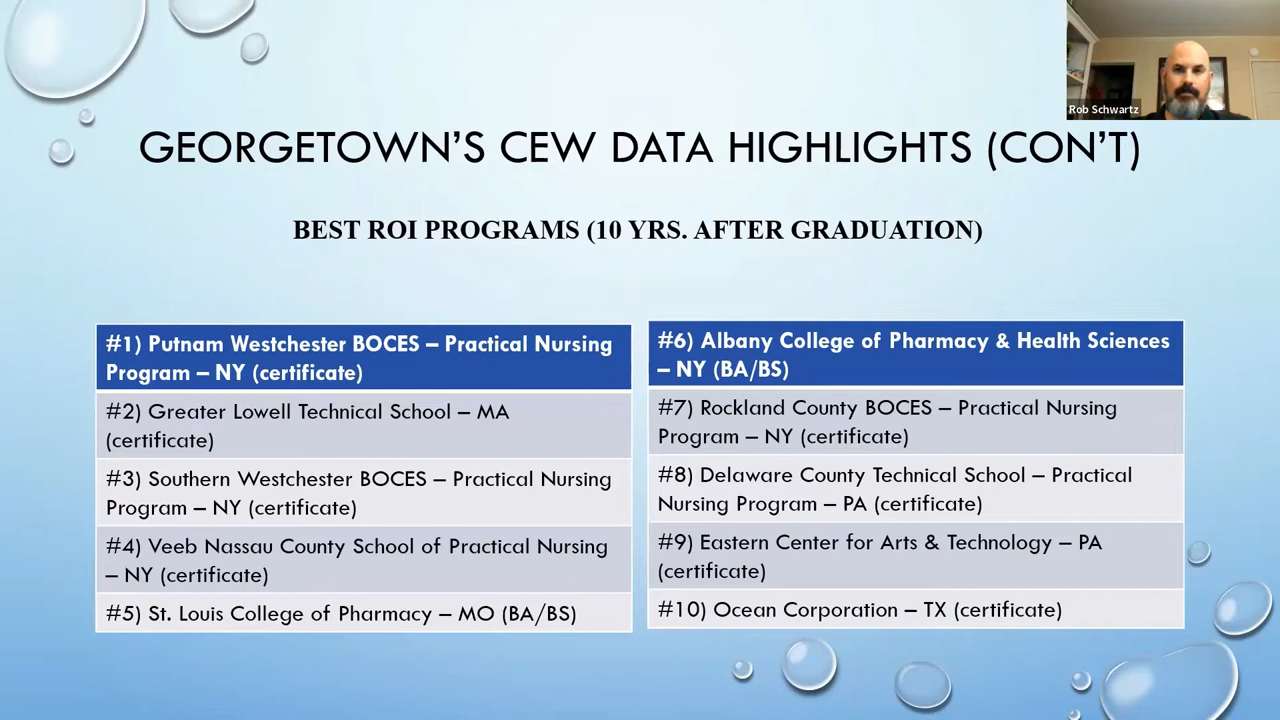 Rob Schwartz
GEORGETOWN'S CEW DATA HIGHLIGHTS (CON'T)
BEST ROI PROGRAMS (10 YRS. AFTER GRADUATION)
#1) Putnam Westchester BOCES – Practical Nursing
Program – NY (certificate)
#2) Greater Lowell Technical School – MA
(certificate)
#3) Southern Westchester BOCES – Practical Nursing
Program – NY (certificate)
#4) Veeb Nassau County School of Practical Nursing
– NY (certificate)
#5) St. Louis College of Pharmacy – MO (BA/BS)
#6) Albany College of Pharmacy & Health Sciences
– NY (BA/BS)
#7) Rockland County BOCES – Practical Nursing
Program – NY (certificate)
#8) Delaware County Technical School – Practical
Nursing Program – PA (certificate)
#9) Eastern Center for Arts & Technology – PA
(certificate)
#10) Ocean Corporation – TX (certificate)